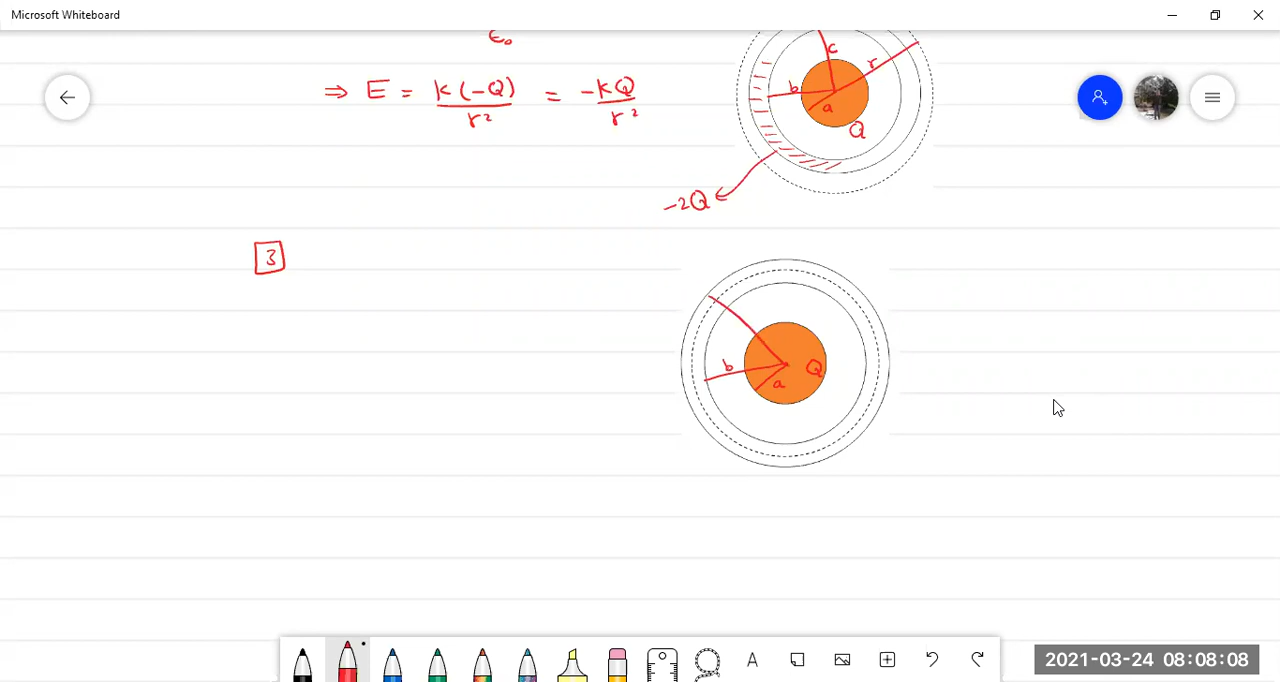 Microsoft Whiteboard
ε₀
⇒ E = k(-Q)/r² = -kQ/r²
c
r
b
a
Q
-2Q
3
b
a
Q
A
2021-03-24 08:08:08